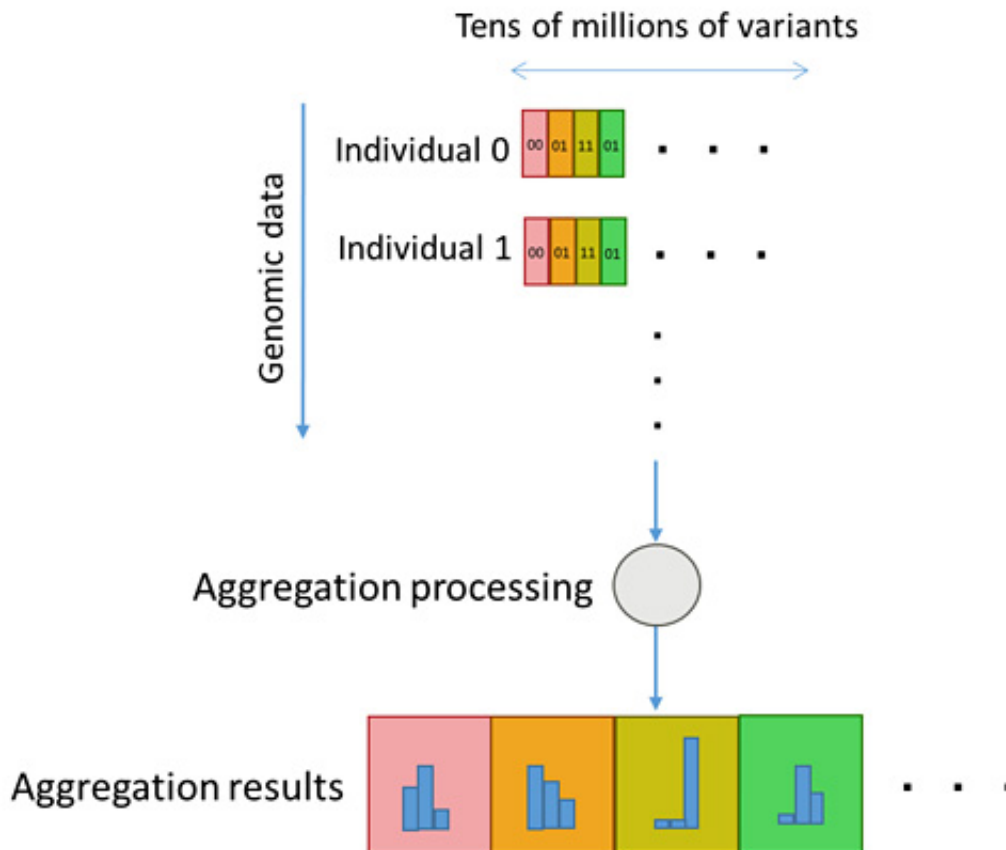 Tens of millions of variants
Individual 0
00 01 11 01
Individual 1
00 01 11 01
Genomic data
Aggregation processing
Aggregation results